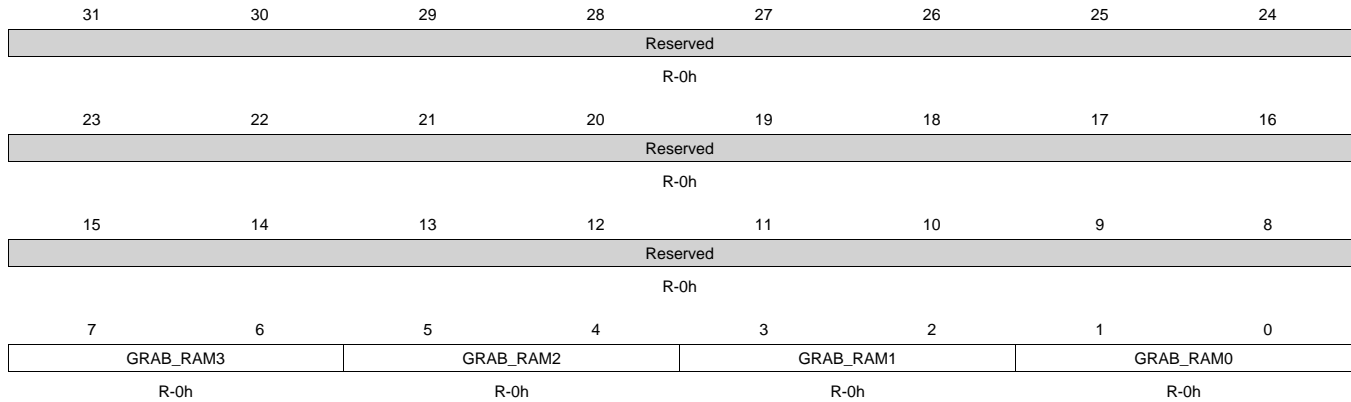 31 30 29 28 27 26 25 24
Reserved
R-0h
23 22 21 20 19 18 17 16
Reserved
R-0h
15 14 13 12 11 10 9 8
Reserved
R-0h
7 6 5 4 3 2 1 0
GRAB_RAM3 GRAB_RAM2 GRAB_RAM1 GRAB_RAM0
R-0h R-0h R-0h R-0h